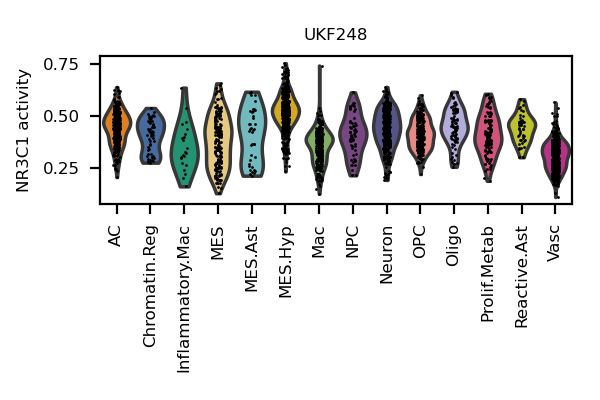 UKF248
NR3C1 activity
0.75
0.50
0.25
AC
Chromatin.Reg
Inflammatory.Mac
MES
MES.Ast
MES.Hyp
Mac
NPC
Neuron
OPC
Oligo
Prolif.Metab
Reactive.Ast
Vasc